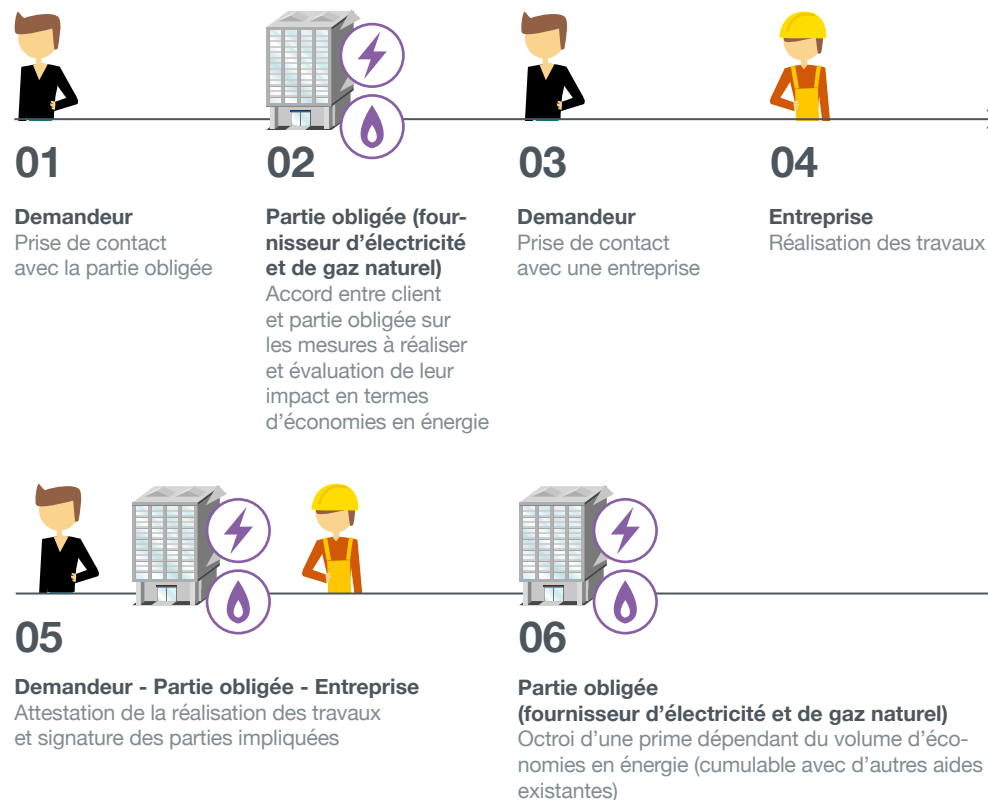 01
Demandeur
Prise de contact
avec la partie obligée
02
Partie obligée (four-
nisseur d'électricité
et de gaz naturel)
Accord entre client
et partie obligée sur
les mesures à réaliser
et évaluation de leur
impact en termes
d'économies en énergie
03
Demandeur
Prise de contact
avec une entreprise
04
Entreprise
Réalisation des travaux
05
Demandeur - Partie obligée - Entreprise
Attestation de la réalisation des travaux
et signature des parties impliquées
06
Partie obligée
(fournisseur d'électricité et de gaz naturel)
Octroi d'une prime dépendant du volume d'éco-
nomies en énergie (cumulable avec d'autres aides
existantes)